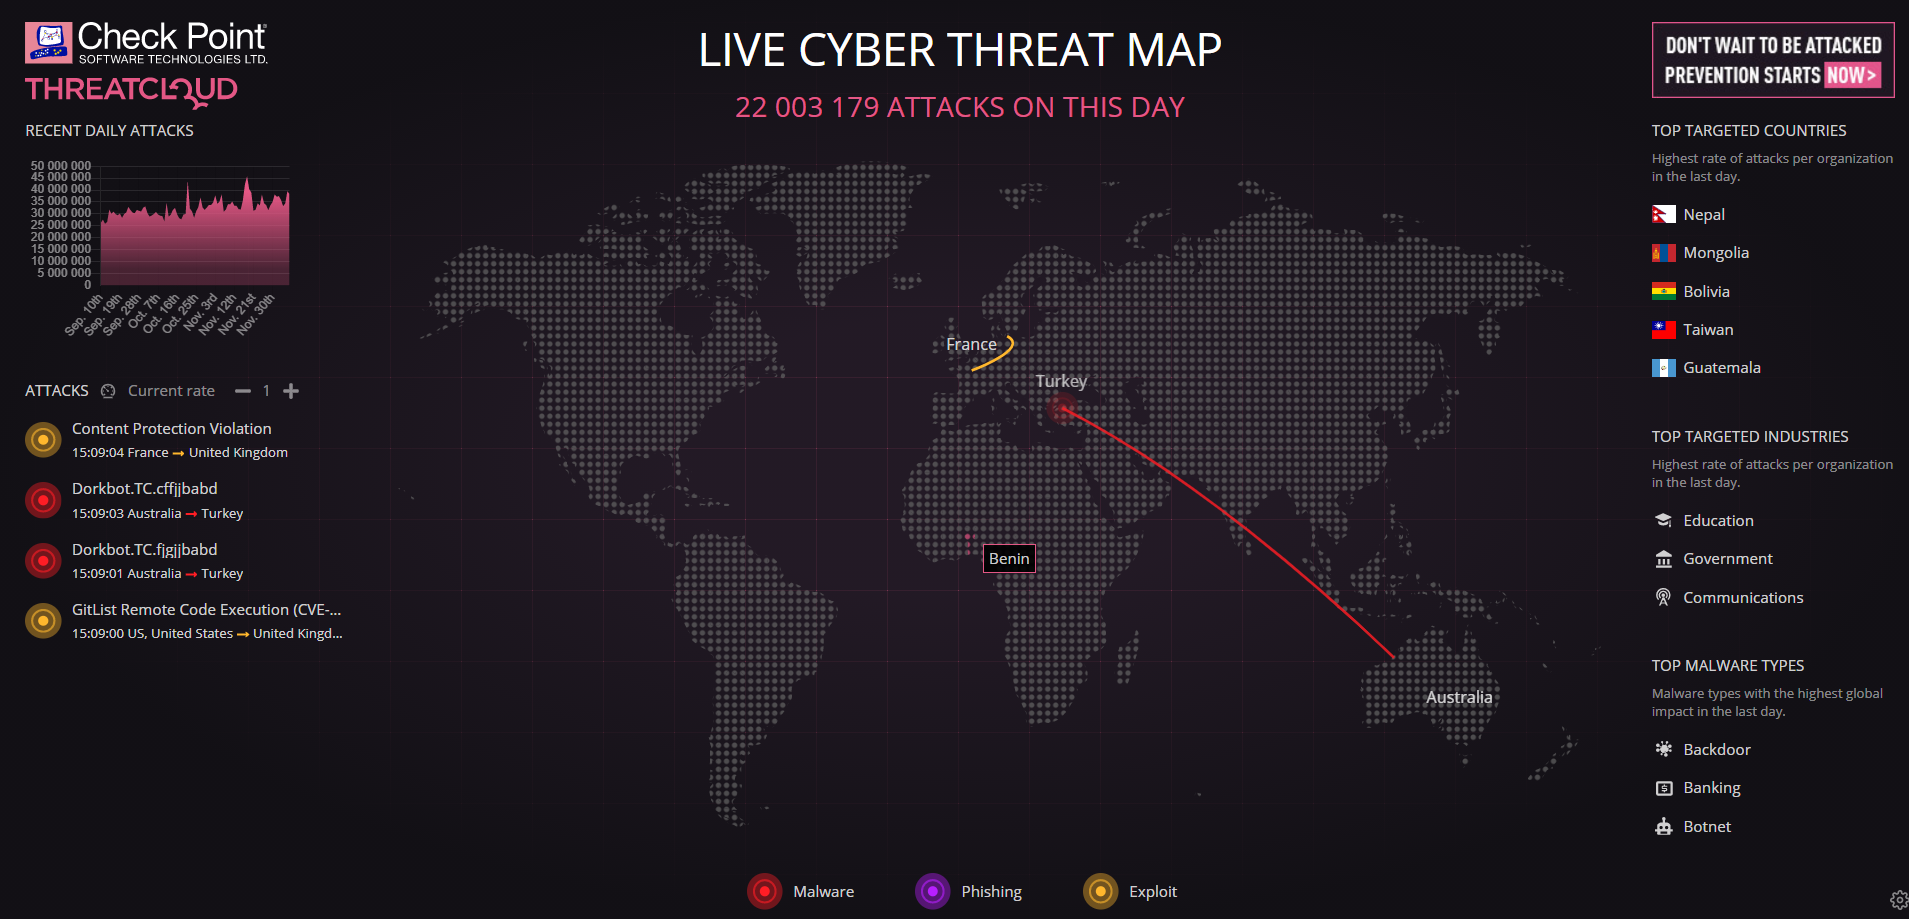 Check Point
SOFTWARE TECHNOLOGIES LTD.
THREATCLOUD
RECENT DAILY ATTACKS
50 000 000
45 000 000
40 000 000
35 000 000
30 000 000
25 000 000
20 000 000
15 000 000
10 000 000
5 000 000
0
Sep. 10th
Sep. 19th
Sep. 28th
Oct. 7th
Oct. 16th
Oct. 25th
Nov. 3rd
Nov. 12th
Nov. 21st
Nov. 30th
ATTACKS Current rate 1
Content Protection Violation
15:09:04 France → United Kingdom
Dorkbot.TC.cffjjbabd
15:09:03 Australia → Turkey
Dorkbot.TC.fjgjjbabd
15:09:01 Australia → Turkey
GitList Remote Code Execution (CVE-...
15:09:00 US, United States → United Kingd...
LIVE CYBER THREAT MAP
22 003 179 ATTACKS ON THIS DAY
France
Turkey
Benin
Australia
Malware
Phishing
Exploit
DON'T WAIT TO BE ATTACKED
PREVENTION STARTS NOW >
TOP TARGETED COUNTRIES
Highest rate of attacks per organization
in the last day.
Nepal
Mongolia
Bolivia
Taiwan
Guatemala
TOP TARGETED INDUSTRIES
Highest rate of attacks per organization
in the last day.
Education
Government
Communications
TOP MALWARE TYPES
Malware types with the highest global
impact in the last day.
Backdoor
Banking
Botnet